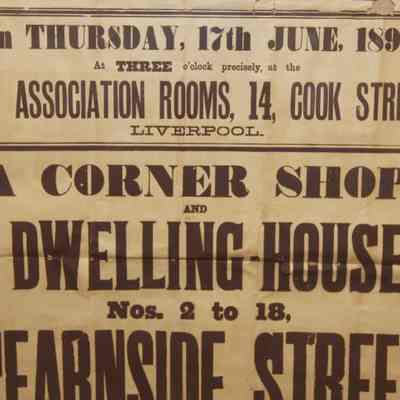 n THURSDAY, 17th JUNE, 189
At THREE o'clock precisely, at the
ASSOCIATION ROOMS, 14, COOK STRE
LIVERPOOL.
A CORNER SHOP
AND
DWELLING-HOUSE
Nos. 2 to 18,
EARNSIDE STREE